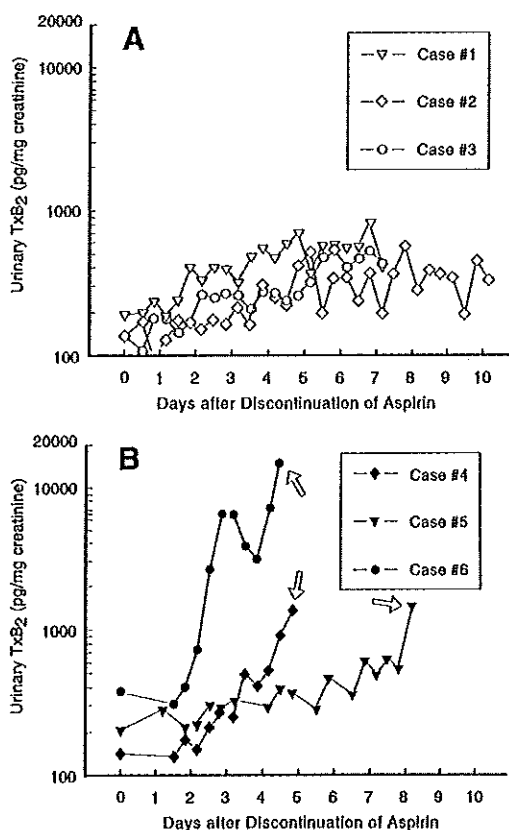 A
20000
10000
1000
100
Urinary TxB2 (pg/mg creatinine)
Case #1
Case #2
Case #3
0 1 2 3 4 5 6 7 8 9 10
Days after Discontinuation of Aspirin
B
20000
10000
1000
100
Urinary TxB2 (pg/mg creatinine)
Case #4
Case #5
Case #6
0 1 2 3 4 5 6 7 8 9 10
Days after Discontinuation of Aspirin